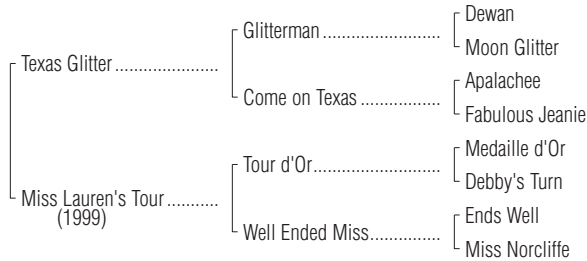 Dewan
Glitterman
Moon Glitter
Texas Glitter
Apalachee
Come on Texas
Fabulous Jeanie
Medaille d'Or
Tour d'Or
Debby's Turn
Miss Lauren's Tour
(1999)
Ends Well
Well Ended Miss
Miss Norcliffe